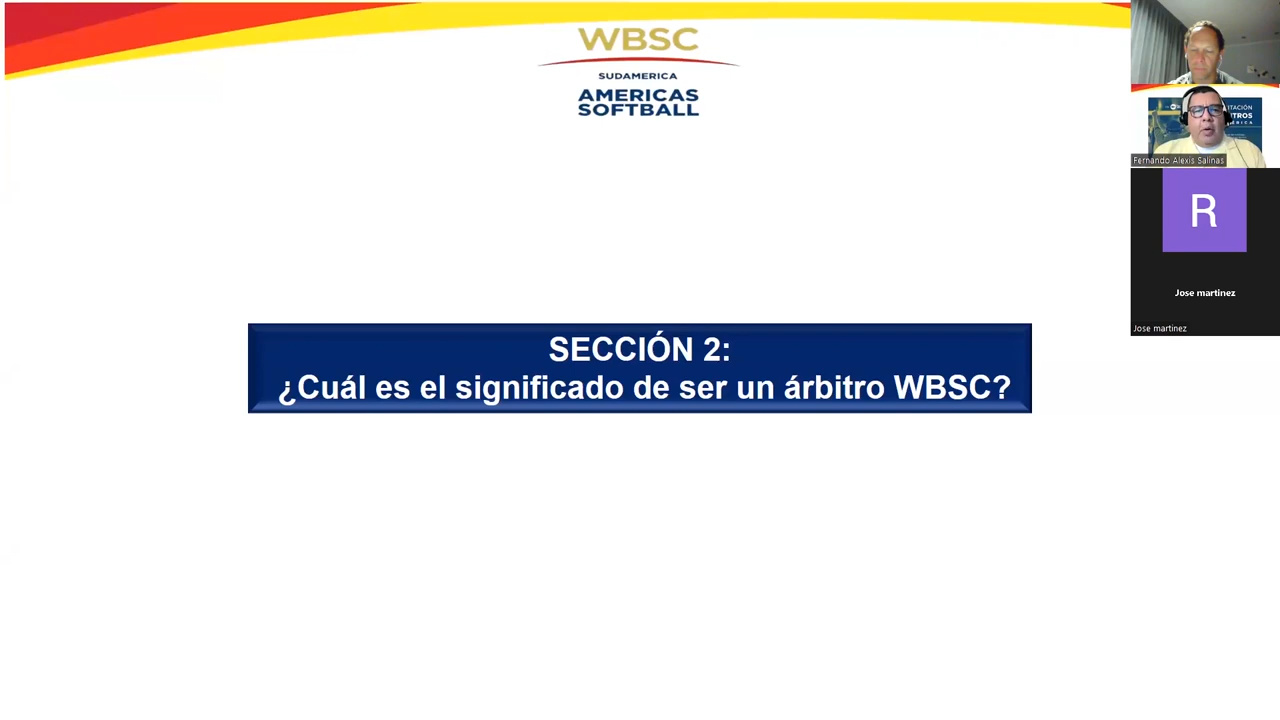 WBSC
SUDAMERICA
AMERICAS
SOFTBALL
SECCIÓN 2:
¿Cuál es el significado de ser un árbitro WBSC?
Fernando Alexis Salinas
R
Jose martinez
Jose martinez